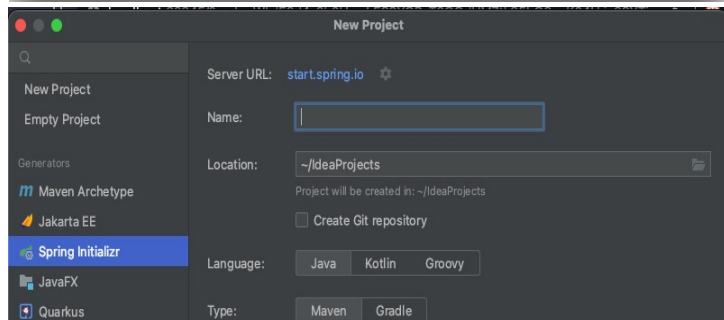 New Project
Server URL: start.spring.io
New Project
Empty Project
Name:
Generators
Location: ~/IdeaProjects
Project will be created in: ~/IdeaProjects
Maven Archetype
Create Git repository
Jakarta EE
Spring Initializr
Language: Java Kotlin Groovy
JavaFX
Quarkus
Type: Maven Gradle